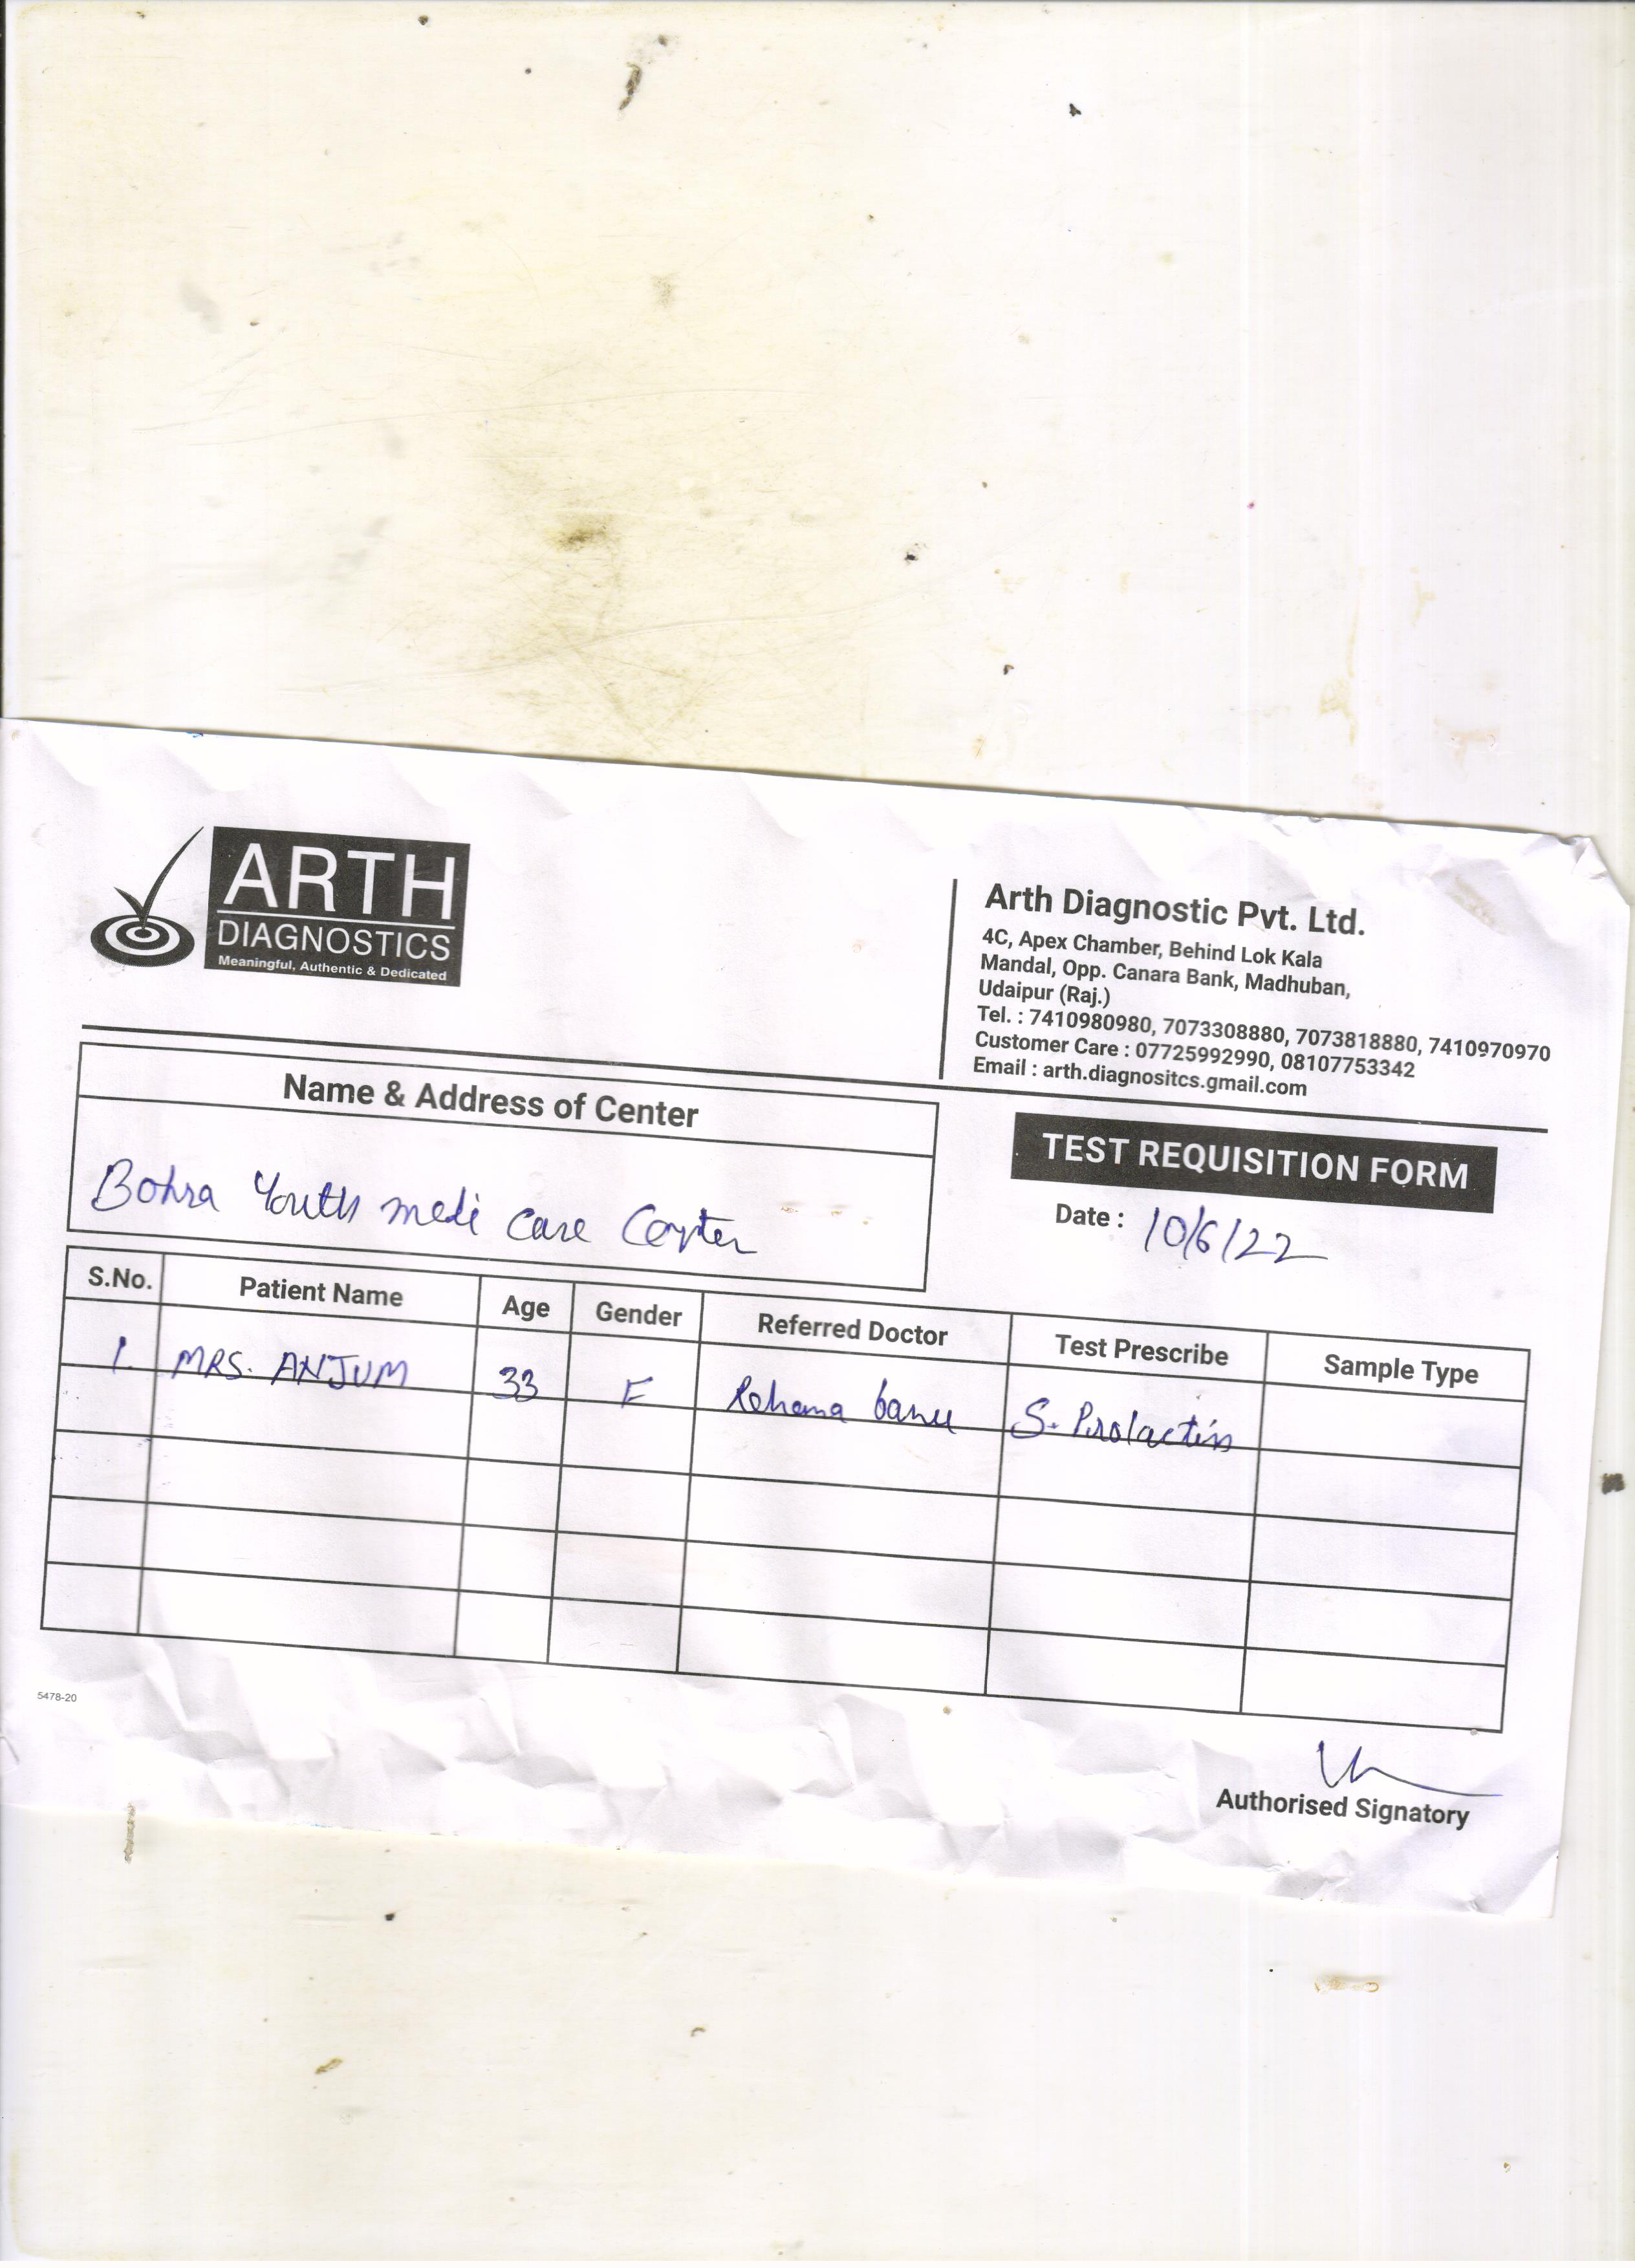 ARTH
DIAGNOSTICS
Meaningful, Authentic & Dedicated
Arth Diagnostic Pvt. Ltd.
4C, Apex Chamber, Behind Lok Kala
Mandal, Opp. Canara Bank, Madhuban,
Udaipur (Raj.)
Tel. : 7410980980, 7073308880, 7073818880, 7410970970
Customer Care : 07725992990, 08107753342
Email : arth.diagnositcs.gmail.com
Name & Address of Center
Bohra Youth medi care Center
TEST REQUISITION FORM
Date : 10/6/22
S.No. Patient Name Age Gender Referred Doctor Test Prescribe Sample Type
1. MRS. ANJUM 33 F Rohana banu S. Prolactin
5478-20
Authorised Signatory